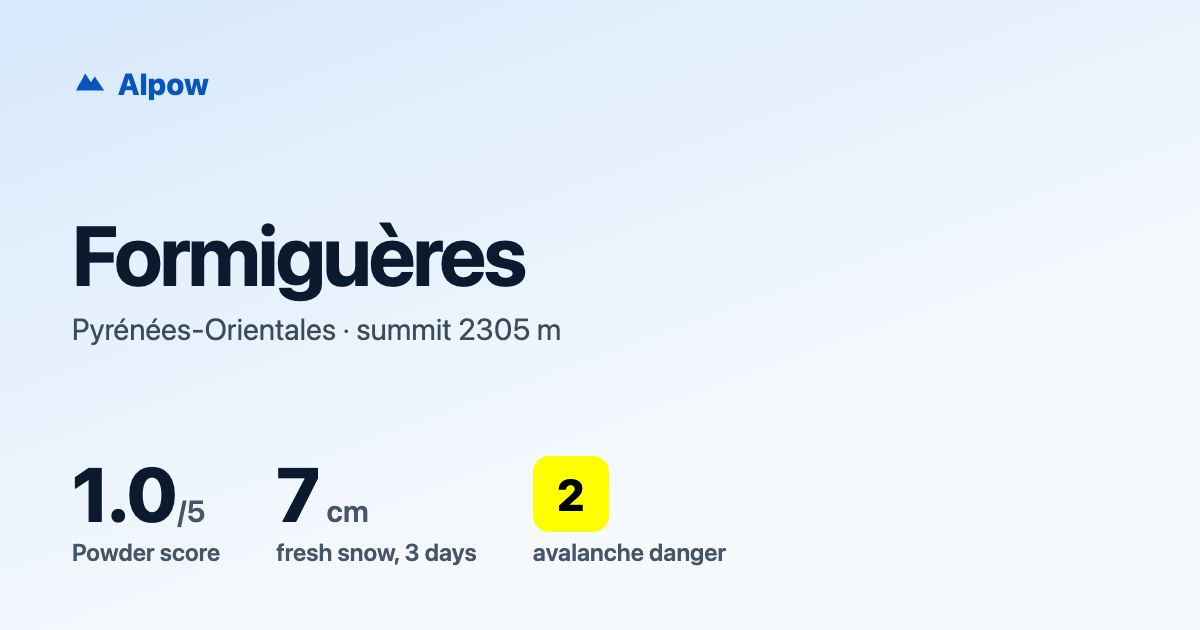 Alpow
Formiguères
Pyrénées-Orientales · summit 2305 m
1.0/5
Powder score
7 cm
fresh snow, 3 days
2
avalanche danger